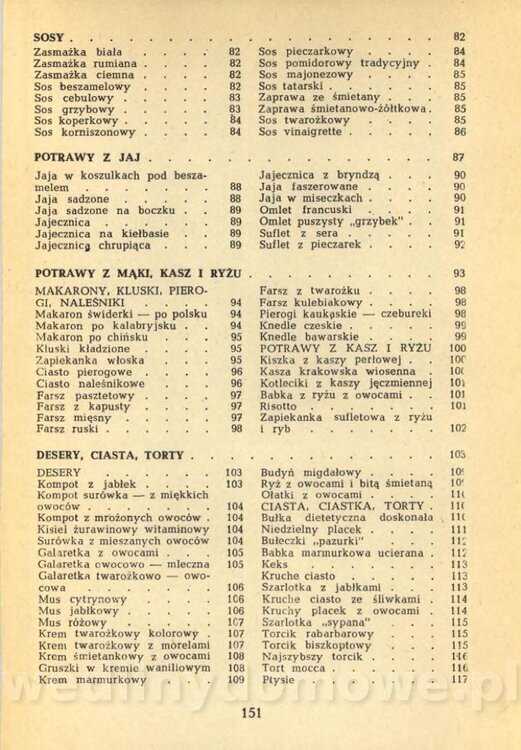 SOSY . . . . . . . . . . . . . . . . . . . . 82
Zasmażka biała . . . . 82
Zasmażka rumiana . . . . 82
Zasmażka ciemna . . . . 82
Sos beszamelowy . . . . 82
Sos cebulowy . . . . . 83
Sos grzybowy . . . . . 83
Sos koperkowy . . . . . 84
Sos korniszonowy . . . . 84
Sos pieczarkowy . . . . 84
Sos pomidorowy tradycyjny . 84
Sos majonezowy . . . . 85
Sos tatarski . . . . . . 85
Zaprawa ze śmietany . . . 85
Zaprawa śmietanowo-żółtkowa . 85
Sos twarożkowy . . . . 85
Sos vinaigrette . . . . . 86
POTRAWY Z JAJ . . . . . . . . . . . . . . . . 87
Jaja w koszulkach pod besza-
melem . . . . . . . 88
Jaja sadzone . . . . . 88
Jaja sadzone na boczku . . 89
Jajecznica . . . . . . 89
Jajecznica na kiełbasie . . 89
Jajecznica chrupiąca . . . 89
Jajecznica z bryndzą . . . 90
Jaja faszerowane . . . . 90
Jaja w miseczkach . . . . 90
Omlet francuski . . . . 91
Omlet puszysty „grzybek” . . 91
Suflet z sera . . . . . 91
Suflet z pieczarek . . . . 92
POTRAWY Z MĄKI, KASZ I RYŻU . . . . . . . . . . . 93
MAKARONY, KLUSKI, PIERO-
GI, NALEŚNIKI . . . . 94
Makaron świderki — po polsku 94
Makaron po kalabryjsku . . 94
Makaron po chińsku . . . 95
Kluski kładzione . . . . 95
Zapiekanka włoska . . . 95
Ciasto pierogowe . . . . 96
Ciasto naleśnikowe . . . 96
Farsz pasztetowy . . . . 97
Farsz z kapusty . . . . 97
Farsz mięsny . . . . . 97
Farsz ruski . . . . . . 98
Farsz z twarożku . . . . 98
Farsz kulebiakowy . . . . 98
Pierogi kaukaskie — czebureki 98
Knedle czeskie . . . . . 99
Knedle bawarskie . . . . 99
POTRAWY Z KASZ I RYŻU 100
Kiszka z kaszy perłowej . .
Kasza krakowska wiosenna .
Kotleciki z kaszy jęczmiennej 101
Babka z ryżu z owocami . . 101
Risotto . . . . . . . 101
Zapiekanka sufletowa z ryżu
i ryb . . . . . . . 102
DESERY, CIASTA, TORTY . . . . . . . . . . . . . 103
DESERY . . . . . . 103
Kompot z jabłek . . . . 103
Kompot surówka — z miękkich
owoców . . . . . . . 104
Kompot z mrożonych owoców . 104
Kisiel żurawinowy witaminowy 104
Surówka z mieszanych owoców 104
Galaretka z owocami . . . 105
Galaretka owocowo — mleczna 105
Galaretka twarożkowo — owo-
cowa . . . . . . . 106
Mus cytrynowy . . . . 106
Mus jabłkowy . . . . . 106
Mus różowy . . . . . 107
Krem twarożkowy kolorowy . 107
Krem twarożkowy z morelami 107
Krem śmietankowy z owocami 108
Gruszki w kremie waniliowym 108
Krem marmurkowy . . . 109
Budyń migdałowy . . . .
Ryż z owocami i bitą śmietaną
Ołatki z owocami . . . .
CIASTA, CIASTKA, TORTY .
Bułka dietetyczna doskonała
Niedzielny placek . . . . 111
Bułeczki „pazurki” . . .
Babka marmurkowa ucierana .
Keks . . . . . . . . 113
Kruche ciasto . . . . . 113
Szarlotka z jabłkami . . . 113
Kruche ciasto ze śliwkami . 114
Kruchy placek z owocami . 114
Szarlotka „sypana” . . . 115
Torcik rabarbarowy . . . 115
Torcik biszkoptowy . . . 115
Najszybszy torcik . . . . 116
Tort mocca . . . . . . 116
Ptysie . . . . . . . . 117
151
wedlinydomowe.pl